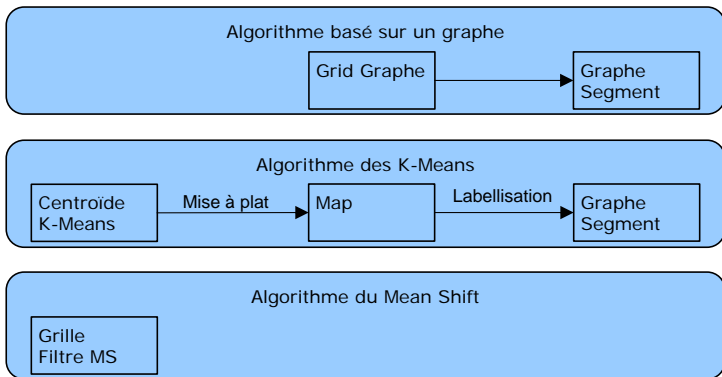 Algorithme basé sur un graphe
Grid Graphe
Graphe
Segment
Algorithme des K-Means
Centroïde
K-Means
Mise à plat
Map
Labellisation
Graphe
Segment
Algorithme du Mean Shift
Grille
Filtre MS